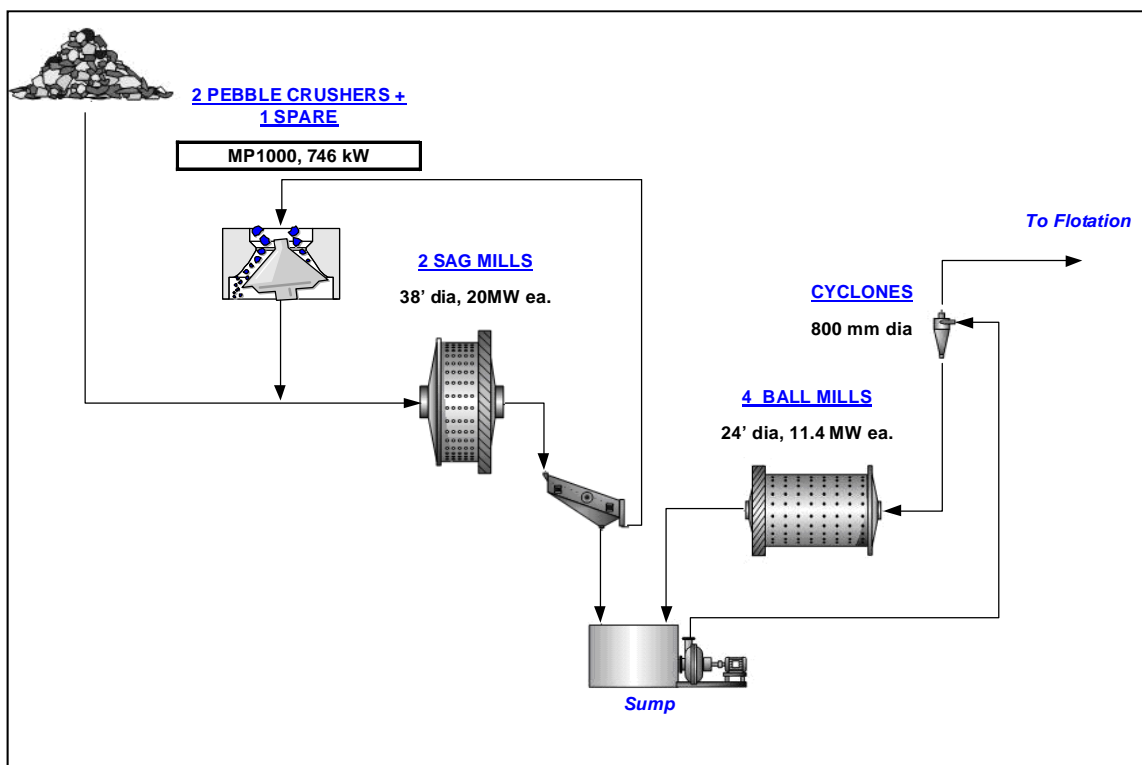 2 PEBBLE CRUSHERS +
1 SPARE
MP1000, 746 kW
To Flotation
2 SAG MILLS
38’ dia, 20MW ea.
CYCLONES
800 mm dia
4 BALL MILLS
24’ dia, 11.4 MW ea.
Sump